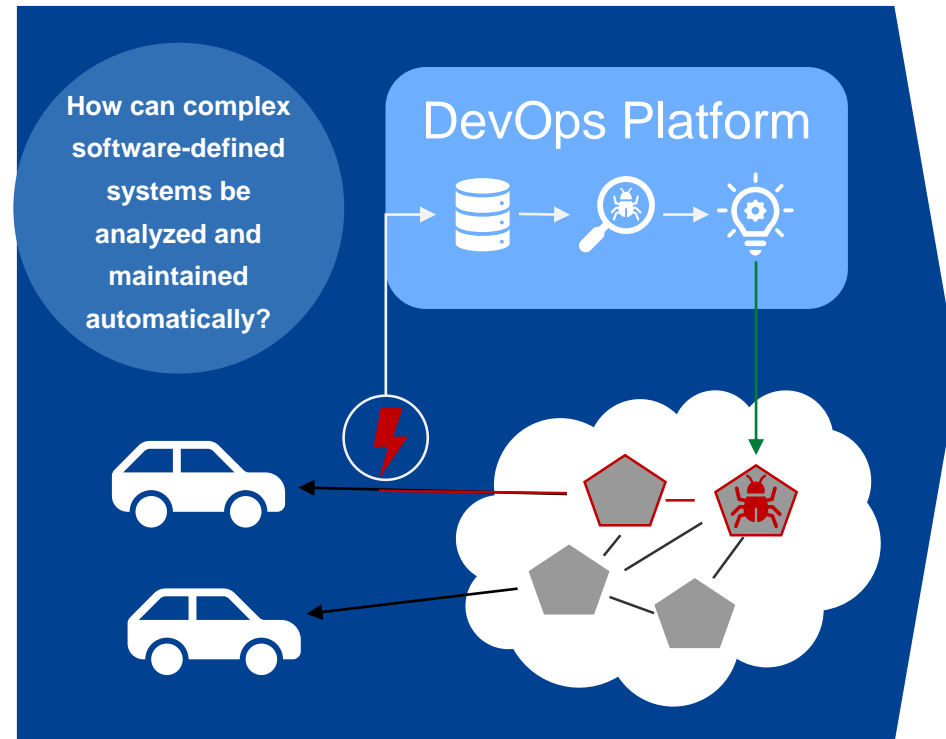 How can complex
software-defined
systems be
analyzed and
maintained
automatically?
DevOps Platform